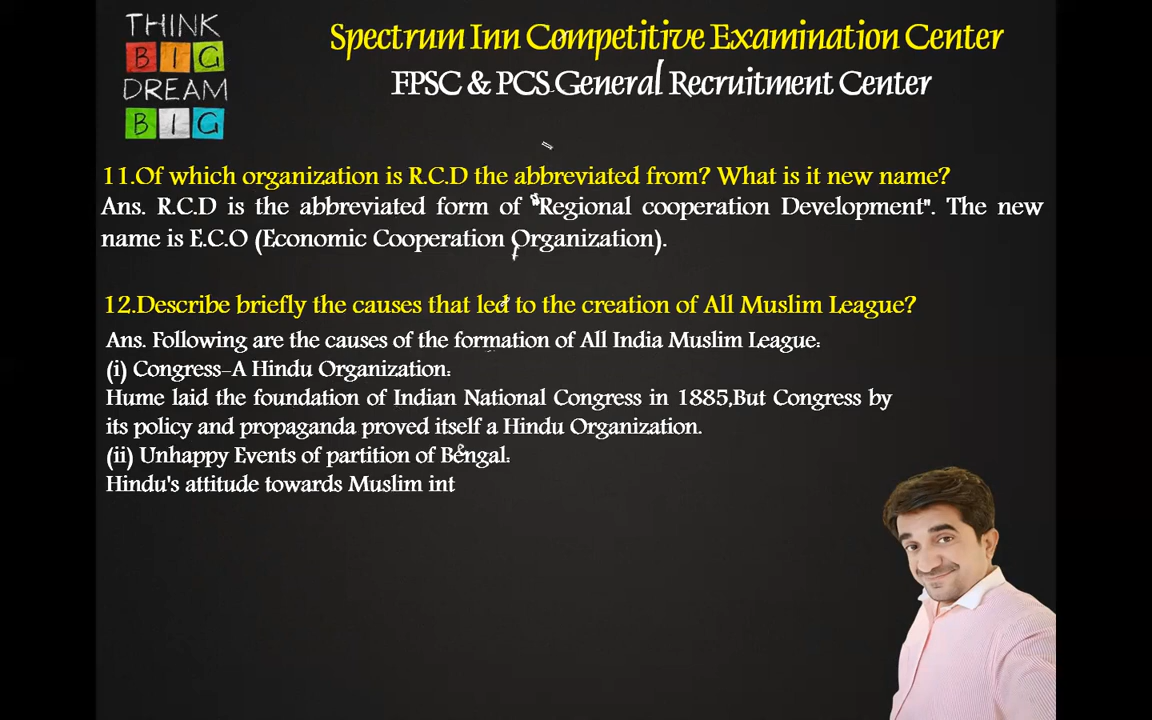 THINK
BIG
DREAM
BIG
Spectrum Inn Competitive Examination Center
FPSC & PCS General Recruitment Center
11.Of which organization is R.C.D the abbreviated from? What is it new name?
Ans. R.C.D is the abbreviated form of "Regional cooperation Development". The new
name is E.C.O (Economic Cooperation Organization).
12.Describe briefly the causes that led to the creation of All Muslim League?
Ans. Following are the causes of the formation of All India Muslim League:
(i) Congress-A Hindu Organization:
Hume laid the foundation of Indian National Congress in 1885,But Congress by
its policy and propaganda proved itself a Hindu Organization.
(ii) Unhappy Events of partition of Bengal:
Hindu's attitude towards Muslim int